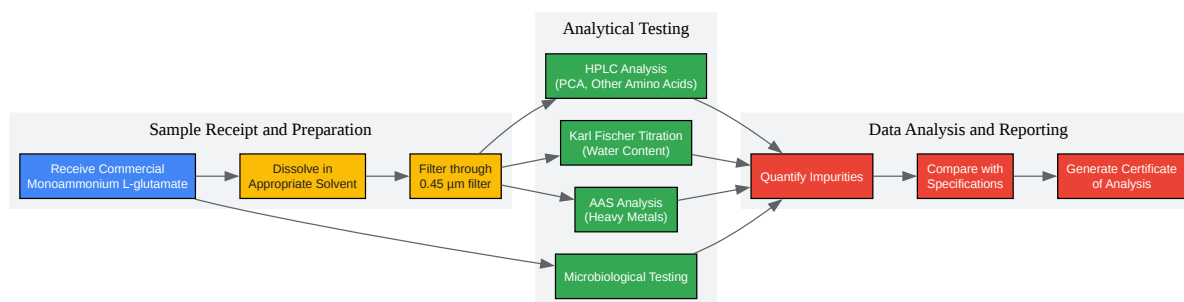 Analytical Testing
HPLC Analysis
(PCA, Other Amino Acids)
Sample Receipt and Preparation
Data Analysis and Reporting
Karl Fischer Titration
(Water Content)
Receive Commercial
Monoammonium L-glutamate
Dissolve in
Appropriate Solvent
Filter through
0.45 µm filter
Quantify Impurities
Compare with
Specifications
Generate Certificate
of Analysis
AAS Analysis
(Heavy Metals)
Microbiological Testing